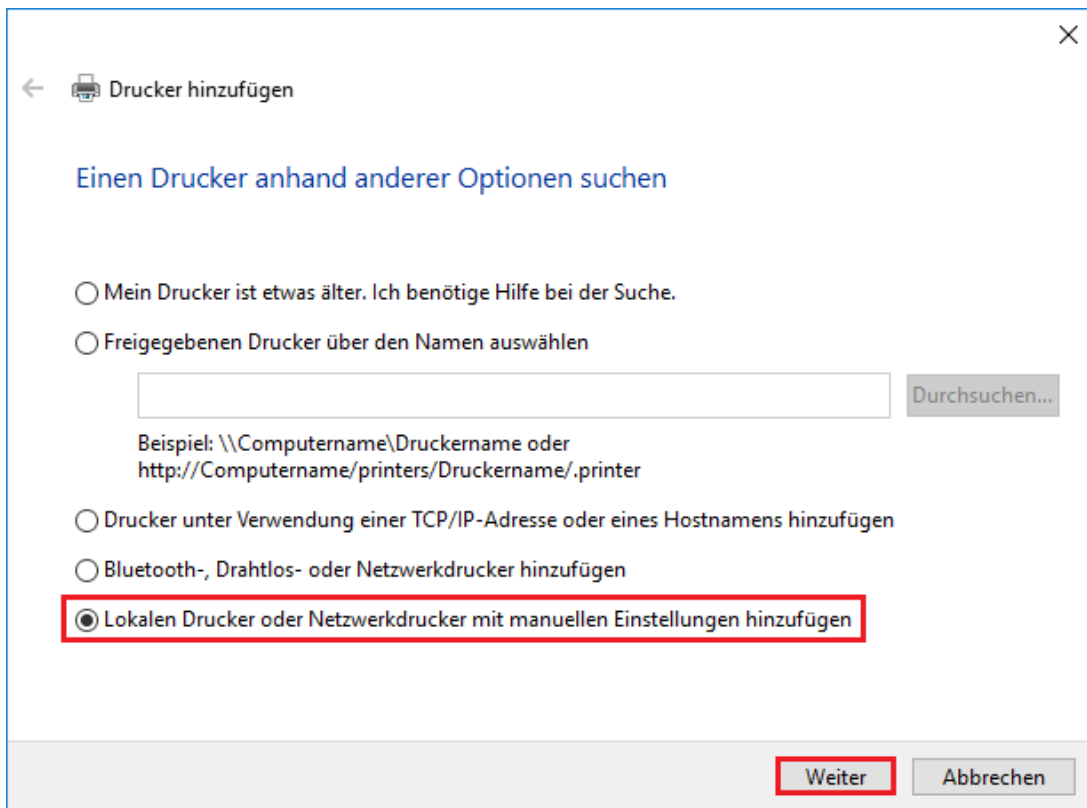 Drucker hinzufügen
Einen Drucker anhand anderer Optionen suchen
Mein Drucker ist etwas älter. Ich benötige Hilfe bei der Suche.
Freigegebenen Drucker über den Namen auswählen
Durchsuchen...
Beispiel: \\Computername\Druckername oder
http://Computername/printers/Druckername/.printer
Drucker unter Verwendung einer TCP/IP-Adresse oder eines Hostnamens hinzufügen
Bluetooth-, Drahtlos- oder Netzwerkdrucker hinzufügen
Lokalen Drucker oder Netzwerkdrucker mit manuellen Einstellungen hinzufügen
Weiter
Abbrechen